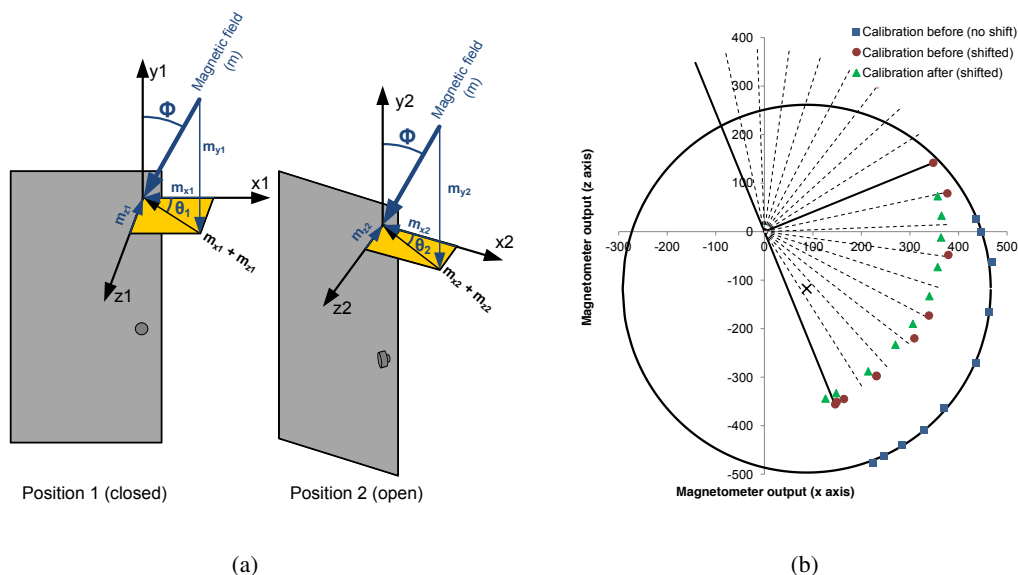 Magnetic field
(m)
y1
Φ
m_y1
m_x1
x1
m_z1
θ_1
m_x1 + m_z1
z1
Position 1 (closed)
Magnetic field
(m)
y2
Φ
m_y2
m_x2
x2
m_z2
θ_2
m_x2 + m_z2
z2
Position 2 (open)
(a)
Calibration before (no shift)
Calibration before (shifted)
Calibration after (shifted)
Magnetometer output (z axis)
400
300
200
100
0
-100
-200
-300
-400
-500
-300 -200 -100 0 100 200 300 400 500
Magnetometer output (x axis)
(b)